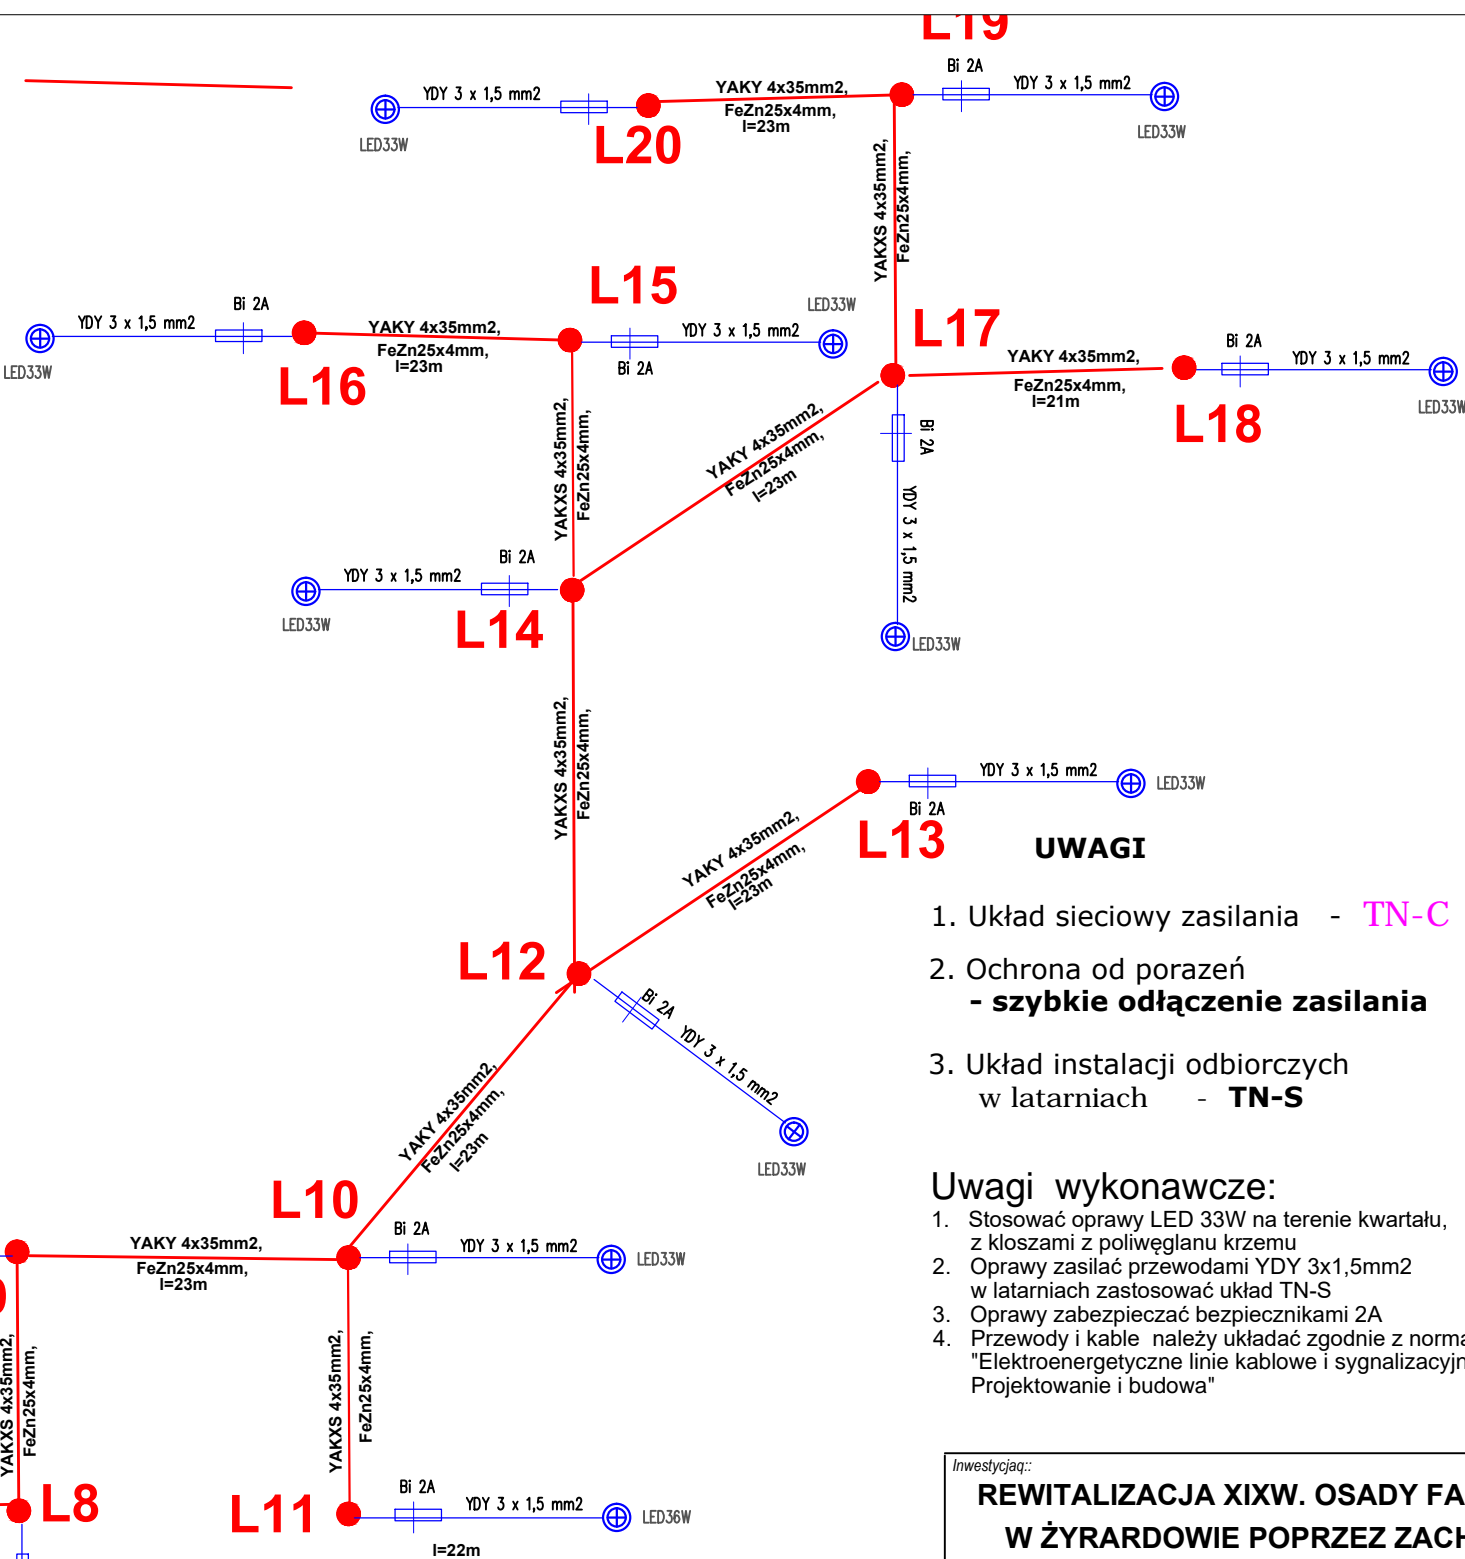 L19
Bi 2A
YDY 3 x 1,5 mm2
YAKY 4x35mm2,
YDY 3 x 1,5 mm2
FeZn25x4mm,
l=23m
LED33W
L20
LED33W
YAKXS 4x35mm2,
FeZn25x4mm,
L15
Bi 2A
LED33W
YDY 3 x 1,5 mm2
YAKY 4x35mm2,
YDY 3 x 1,5 mm2
L17
FeZn25x4mm,
l=23m
Bi 2A
LED33W
L16
YAKY 4x35mm2,
Bi 2A
YDY 3 x 1,5 mm2
FeZn25x4mm,
l=21m
LED33W
L18
YAKXS 4x35mm2,
FeZn25x4mm,
YAKY 4x35mm2,
FeZn25x4mm,
l=23m
Bi 2A
YDY 3 x 1,5 mm2
Bi 2A
YDY 3 x 1,5 mm2
LED33W
L14
LED33W
YAKXS 4x35mm2,
FeZn25x4mm,
YDY 3 x 1,5 mm2
LED33W
Bi 2A
L13
YAKY 4x35mm2,
FeZn25x4mm,
l=23m
UWAGI
1. Układ sieciowy zasilania - TN-C
L12
2. Ochrona od porazeń
- szybkie odłączenie zasilania
Bi 2A
YDY 3 x 1,5 mm2
3. Układ instalacji odbiorczych
w latarniach - TN-S
YAKY 4x35mm2,
FeZn25x4mm,
l=23m
LED33W
L10
Uwagi wykonawcze:
1. Stosować oprawy LED 33W na terenie kwartału,
z kloszami z poliwęglanu krzemu
2. Oprawy zasilać przewodami YDY 3x1,5mm2
w latarniach zastosować układ TN-S
3. Oprawy zabezpieczać bezpiecznikami 2A
4. Przewody i kable należy układać zgodnie z norma
"Elektroenergetyczne linie kablowe i sygnalizacyjn
Projektowanie i budowa"
YAKY 4x35mm2,
Bi 2A
YDY 3 x 1,5 mm2
LED33W
FeZn25x4mm,
l=23m
YAKXS 4x35mm2,
FeZn25x4mm,
YAKXS 4x35mm2,
FeZn25x4mm,
L8
L11
Bi 2A
YDY 3 x 1,5 mm2
LED36W
l=22m
Inwestycjaq::
REWITALIZACJA XIXW. OSADY FA
W ŻYRARDOWIE POPRZEZ ZACH